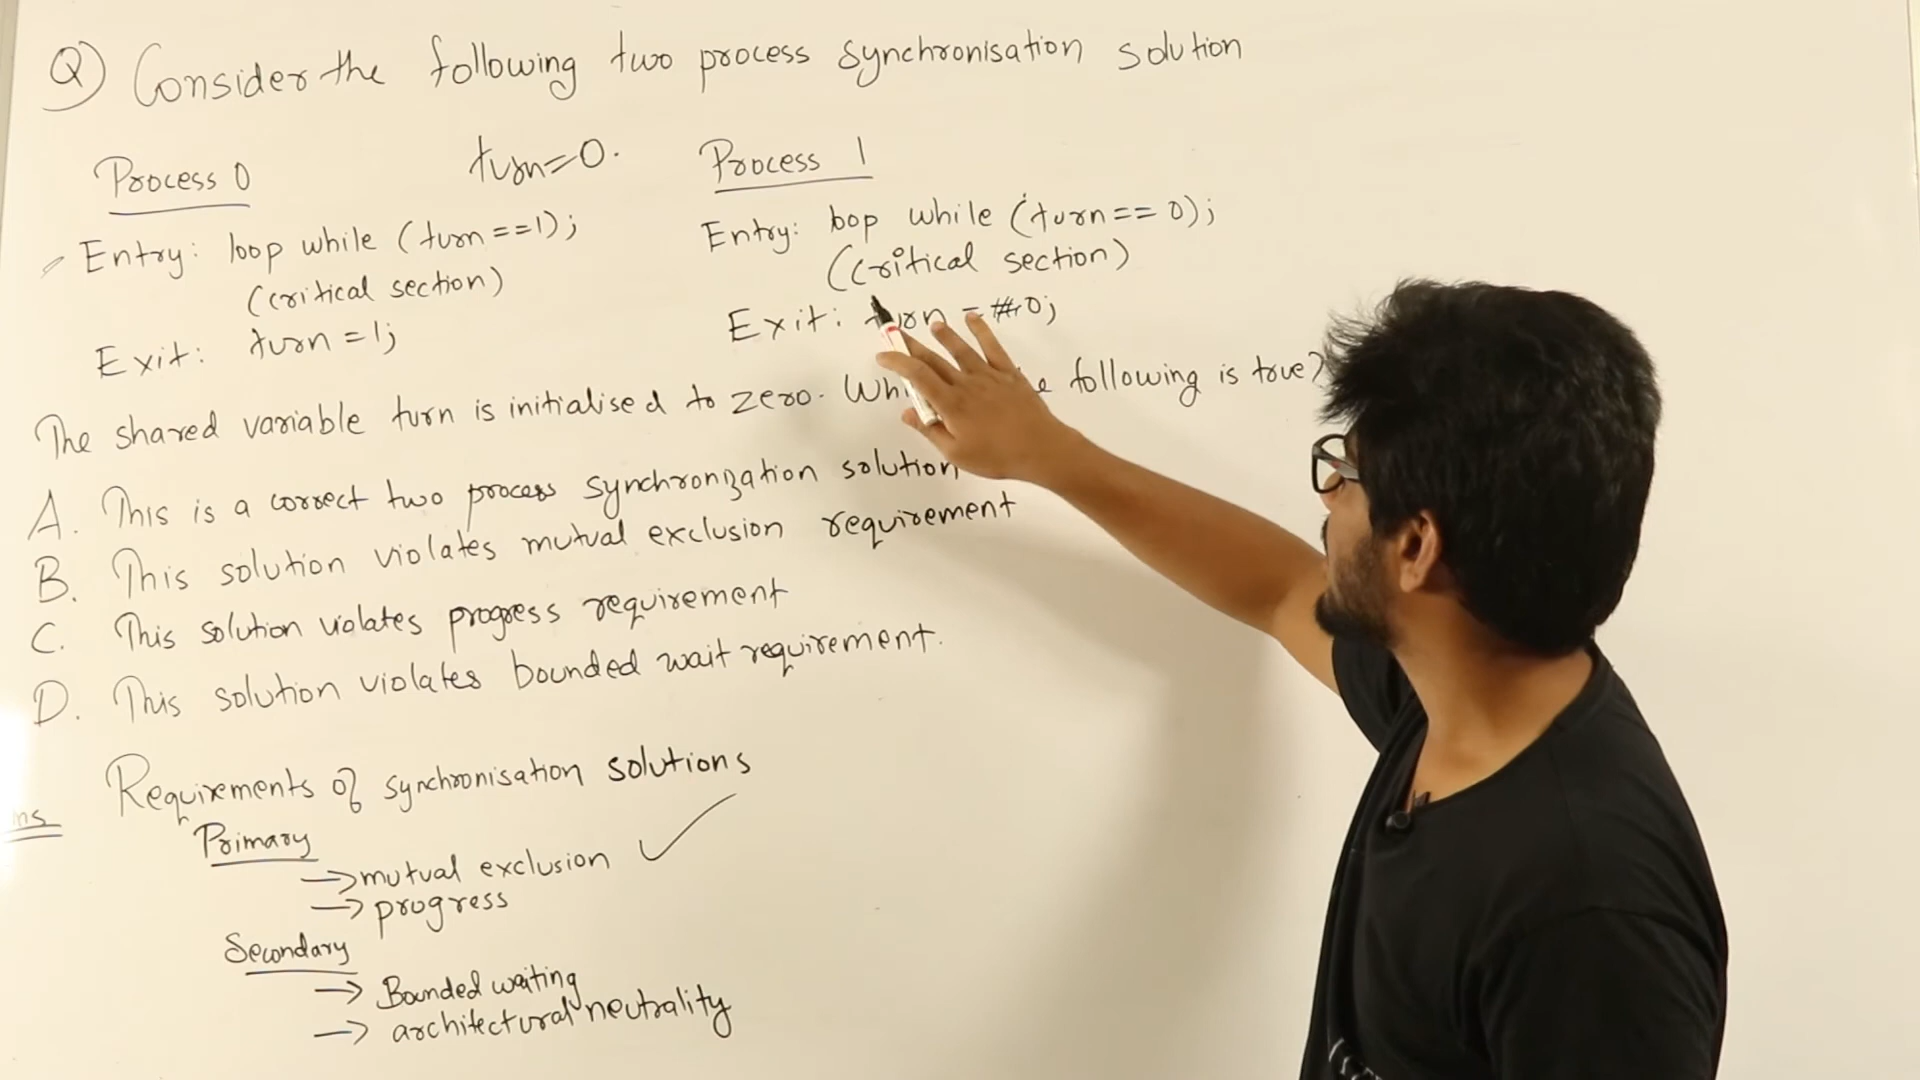 Q) Consider the following two process synchronisation solution
turn=0.
Process 0
Entry: loop while (turn==1);
(critical section)
Exit: turn =1;
Process 1
Entry: loop while (turn== 0);
(critical section)
Exit: turn = 0;
The shared variable turn is initialised to zero. following is true?
A. This is a correct two process synchronization solution
B. This solution violates mutual exclusion requirement
C. This solution violates progress requirement
D. This solution violates bounded wait requirement.
Requirements of synchronisation solutions
Primary
→mutual exclusion ✓
→ progress
Secondary
→ Bounded waiting
→ architectural neutrality